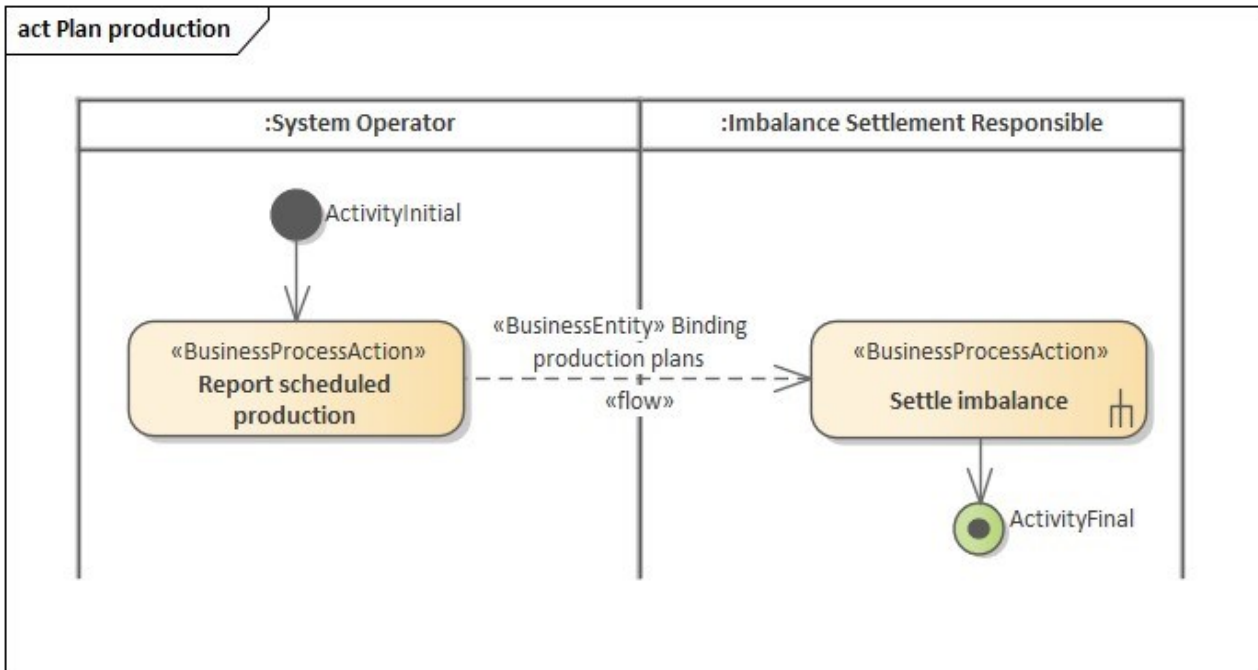 act Plan production
:System Operator
:Imbalance Settlement Responsible
ActivityInitial
«BusinessProcessAction»
Report scheduled
production
«BusinessEntity» Binding
production plans
«flow»
«BusinessProcessAction»
Settle imbalance
ActivityFinal